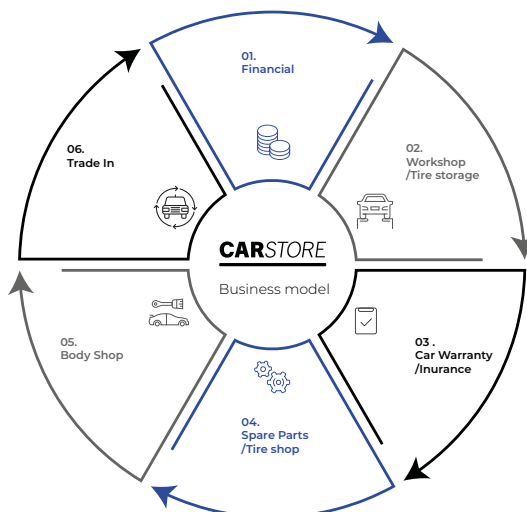 01.
Financial
02.
Workshop
/Tire storage
03 .
Car Warranty
/Inurance
04.
Spare Parts
/Tire shop
05.
Body Shop
06.
Trade In
CARSTORE
Business model